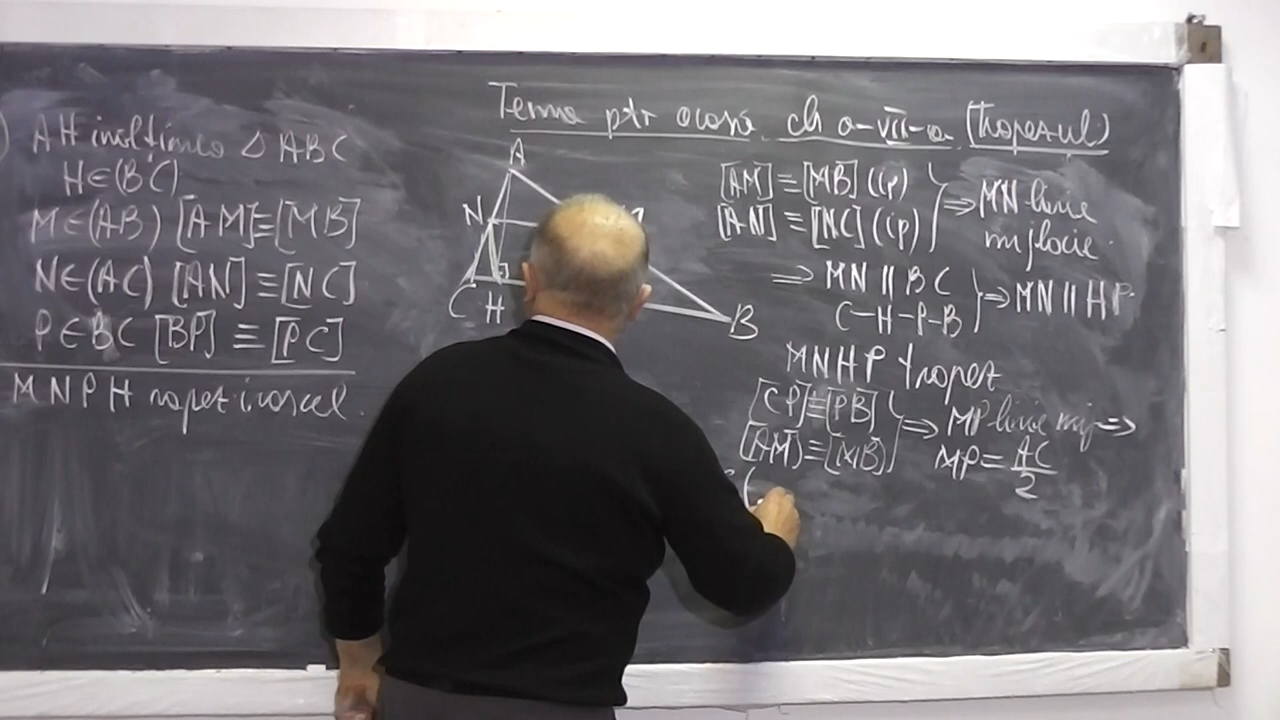 Tema ptr acasă cls a-VII-a (trapezul)
) AH inoltimea Δ ABC
H∈(BC)
M∈(AB) [AM]≡[MB]
N∈(AC) [AN]≡[NC]
P∈BC [BP]≡[PC]
MNPH trapez isoscel.
A
N
C H
B
[AM]≡[MB] (ip)
[AN]≡[NC] (ip)
⇒ MN linie
mijlocie
⇒ MN || BC
C-H-P-B
⇒ MN || HP
MNHP trapez
[CP]≡[PB]
[AM]≡[MB]
⇒ MP linie mij ⇒
MP = AC/2